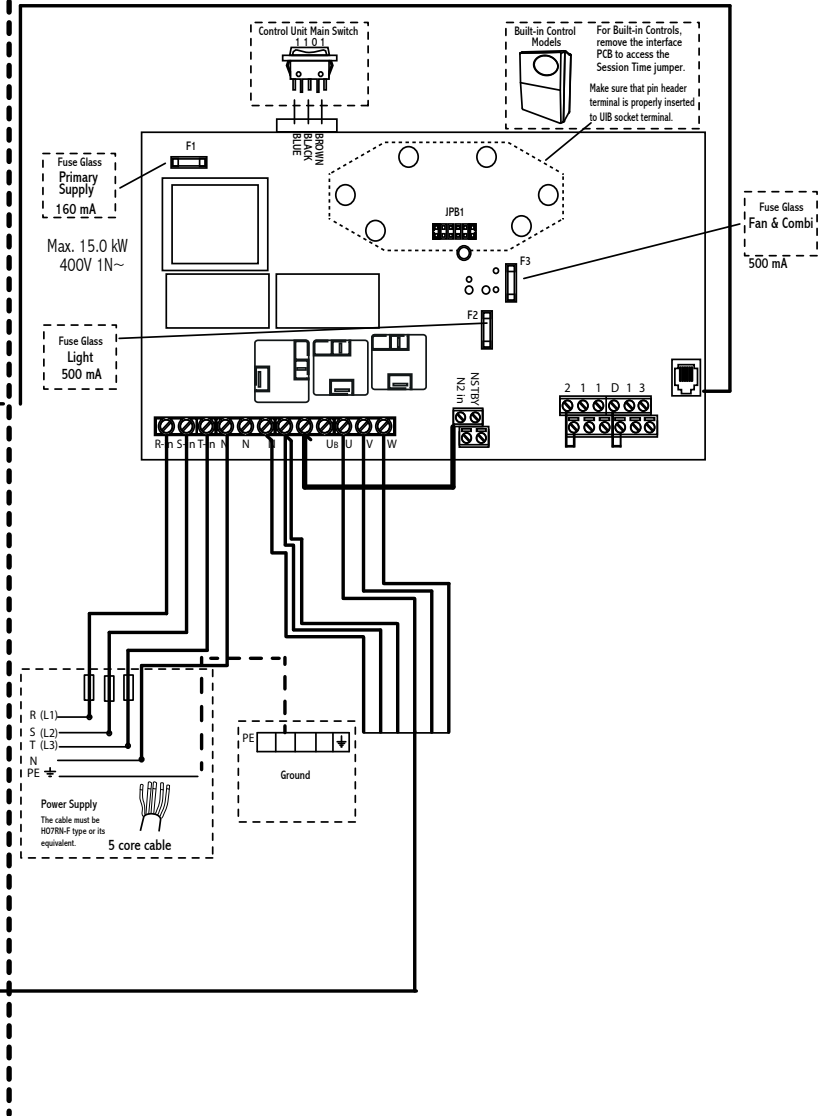 Control Unit Main Switch
1 1 0 1
BLUE
BLACK
BROWN
Built-in Control
Models
For Built-in Controls,
remove the interface
PCB to access the
Session Time jumper.
Make sure that pin header
terminal is properly inserted
to UIB socket terminal.
F1
Fuse Glass
Primary
Supply
160 mA
Max. 15.0 kW
400V 1N~
JPB1
F3
Fuse Glass
Fan & Combi
500 mA
F2
Fuse Glass
Light
500 mA
N2 in
NSTBY
2 1 1 D 1 3
R-in S-in T-in N N N UB U V W
R (L1)
S (L2)
T (L3)
N
PE
Power Supply
The cable must be
HO7RN-F type or its
equivalent.
5 core cable
PE
Ground